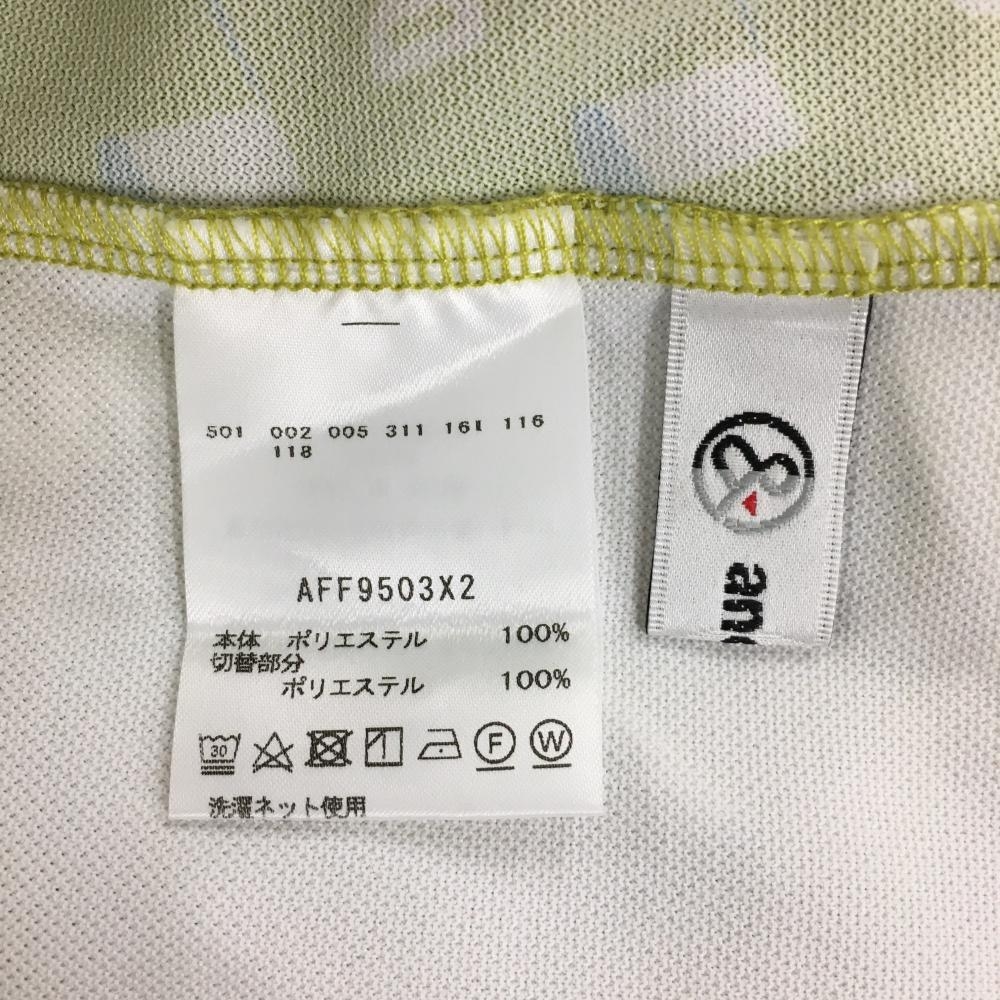 501 002 005 311 161 116
118
AFF9503X2
本体 ポリエステル 100%
切替部分
ポリエステル 100%
30
F
W
洗濯ネット使用
an